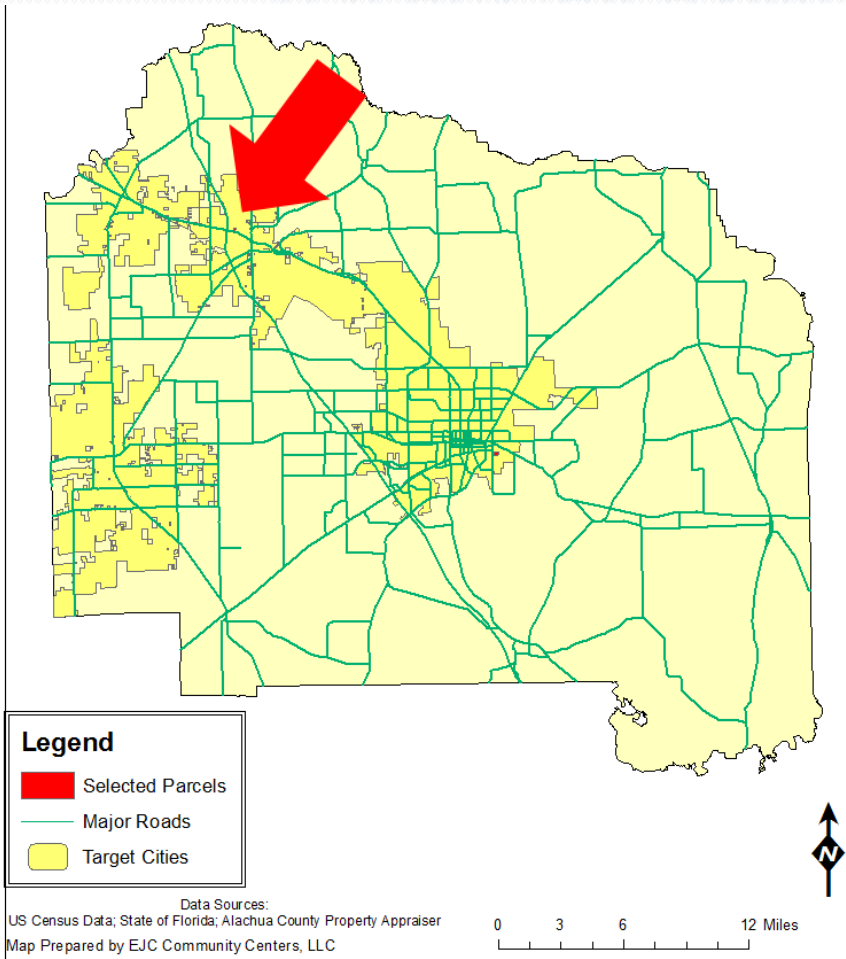 Legend
Selected Parcels
Major Roads
Target Cities
N
Data Sources:
US Census Data; State of Florida; Alachua County Property Appraiser
Map Prepared by EJC Community Centers, LLC
0 3 6 12 Miles